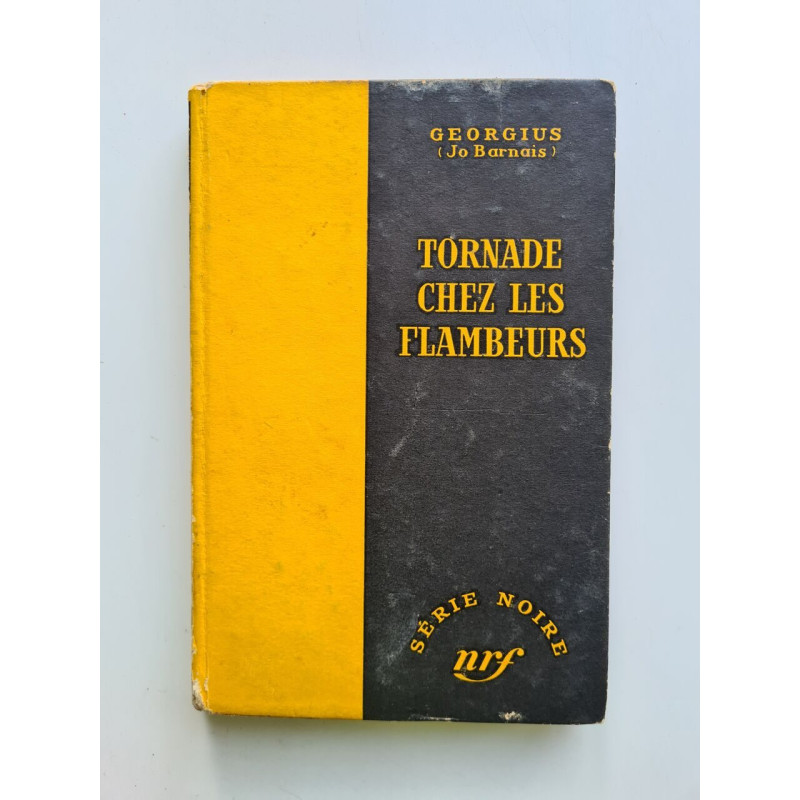 GEORGIUS
(Jo Barnais)
TORNADE
CHEZ LES
FLAMBEURS
SÉRIE NOIRE
nrf